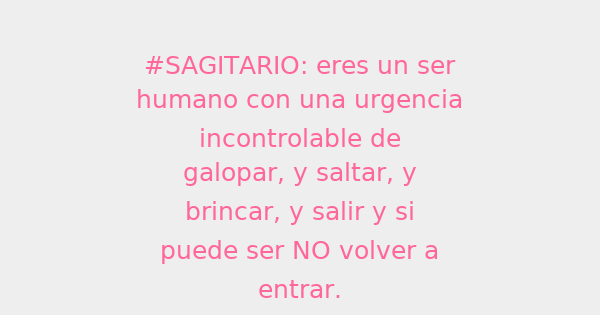 #SAGITARIO: eres un ser
humano con una urgencia
incontrolable de
galopar, y saltar, y
brincar, y salir y si
puede ser NO volver a
entrar.